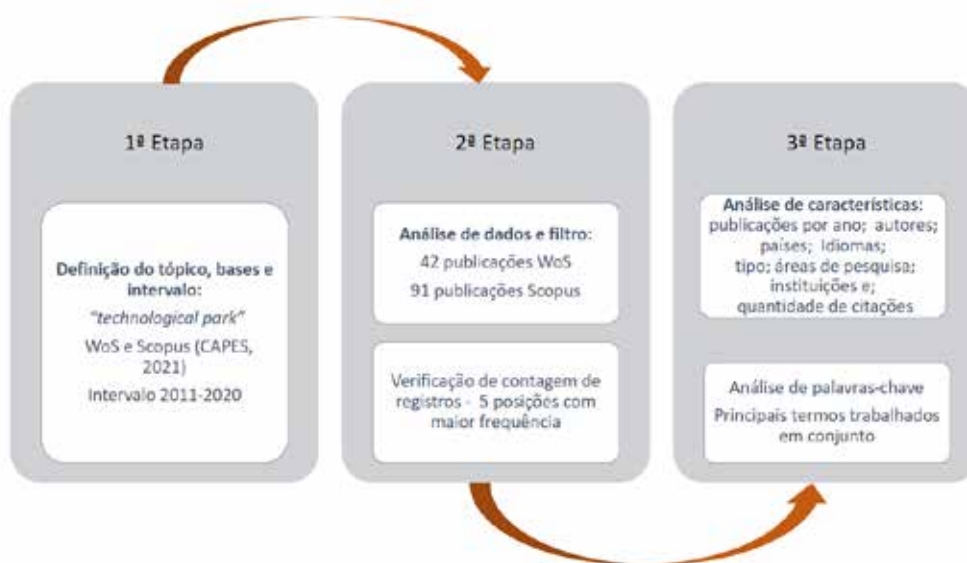 1ª Etapa
Definição do tópico, bases e
intervalo:
"technological park"
WoS e Scopus (CAPES,
2021)
Intervalo 2011-2020
2ª Etapa
Análise de dados e filtro:
42 publicações WoS
91 publicações Scopus
Verificação de contagem de
registros - 5 posições com
maior frequência
3ª Etapa
Análise de características:
publicações por ano; autores;
países; Idiomas;
tipo; áreas de pesquisa;
instituições e;
quantidade de citações
Análise de palavras-chave
Principais termos trabalhados
em conjunto